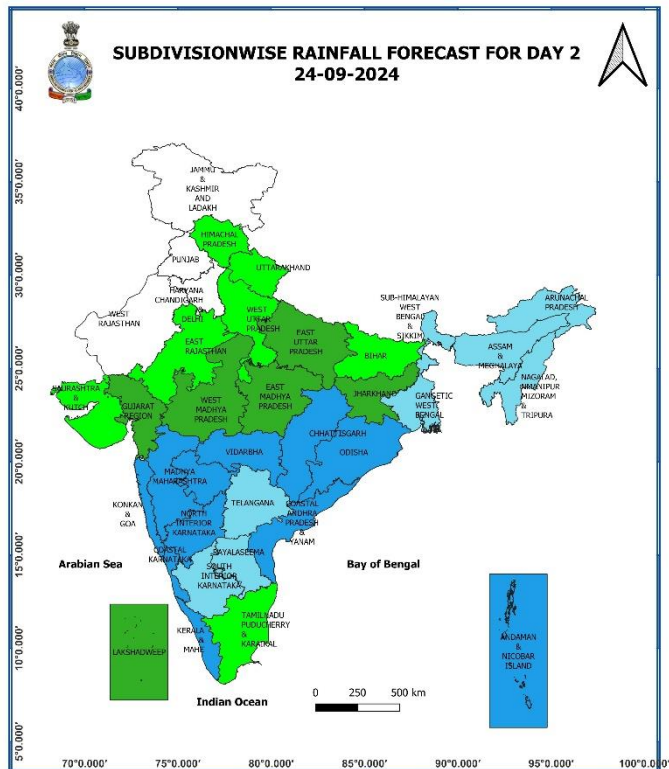 SUBDIVISIONWISE RAINFALL FORECAST FOR DAY 2
24-09-2024
40°0.000'
35°0.000'
30°0.000'
25°0.000'
20°0.000'
15°0.000'
10°0.000'
5°0.000'
JAMMU
&
KASHMIR
AND
LADAKH
HIMACHAL
PRADESH
PUNJAB
UTTARAKHAND
HARYANA
CHANDIGARH
&
DELHI
WEST
RAJASTHAN
WEST
UTTAR
PRADESH
EAST
RAJASTHAN
EAST
UTTAR
PRADESH
SUB-HIMALAYAN
WEST
BENGAL
&
SIKKIM
ARUNACHAL
PRADESH
ASSAM
&
MEGHALAYA
NAGALAD,
MANIPUR
MIZORAM
&
TRIPURA
BIHAR
SAURASHTRA
&
KUTCH
GUJARAT
REGION
WEST
MADHYA
PRADESH
EAST
MADHYA
PRADESH
JHARKHAND
GANGETIC
WEST
BENGAL
CHHATTISGARH
ODISHA
VIDARBHA
MADHYA
MAHARASHTRA
TELANGANA
KONKAN
&
GOA
NORTH
INTERIOR
KARNATAKA
COASTAL
ANDHRA
PRADESH
&
YANAM
COASTAL
KARNATAKA
RAYALASEEMA
SOUTH
INTERIOR
KARNATAKA
Arabian Sea
Bay of Bengal
TAMILNADU
PUDUCHERRY
&
KARAIKAL
KERALA
&
MAHE
LAKSHADWEEP
ANDAMAN
&
NICOBAR
ISLAND
Indian Ocean
0 250 500 km
70°0.000' 75°0.000' 80°0.000' 85°0.000' 90°0.000' 95°0.000' 100°0.000'